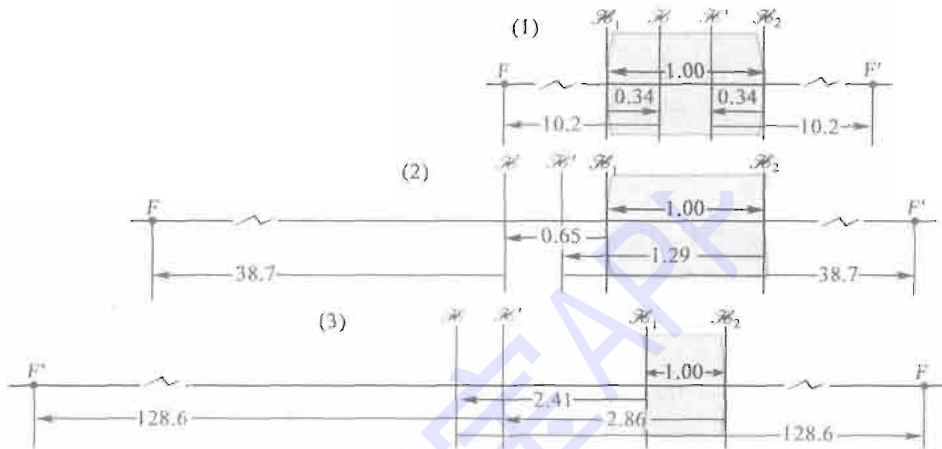 (1)
ℋ₁ ℋ ℋ' ℋ₂
F 1.00 F'
0.34 0.34
10.2 10.2
(2)
ℋ ℋ' ℋ₁ ℋ₂
F 1.00 F'
0.65
1.29
38.7 38.7
(3)
ℋ ℋ' ℋ₁ ℋ₂
F' 1.00 F
2.41
128.6 2.86
128.6